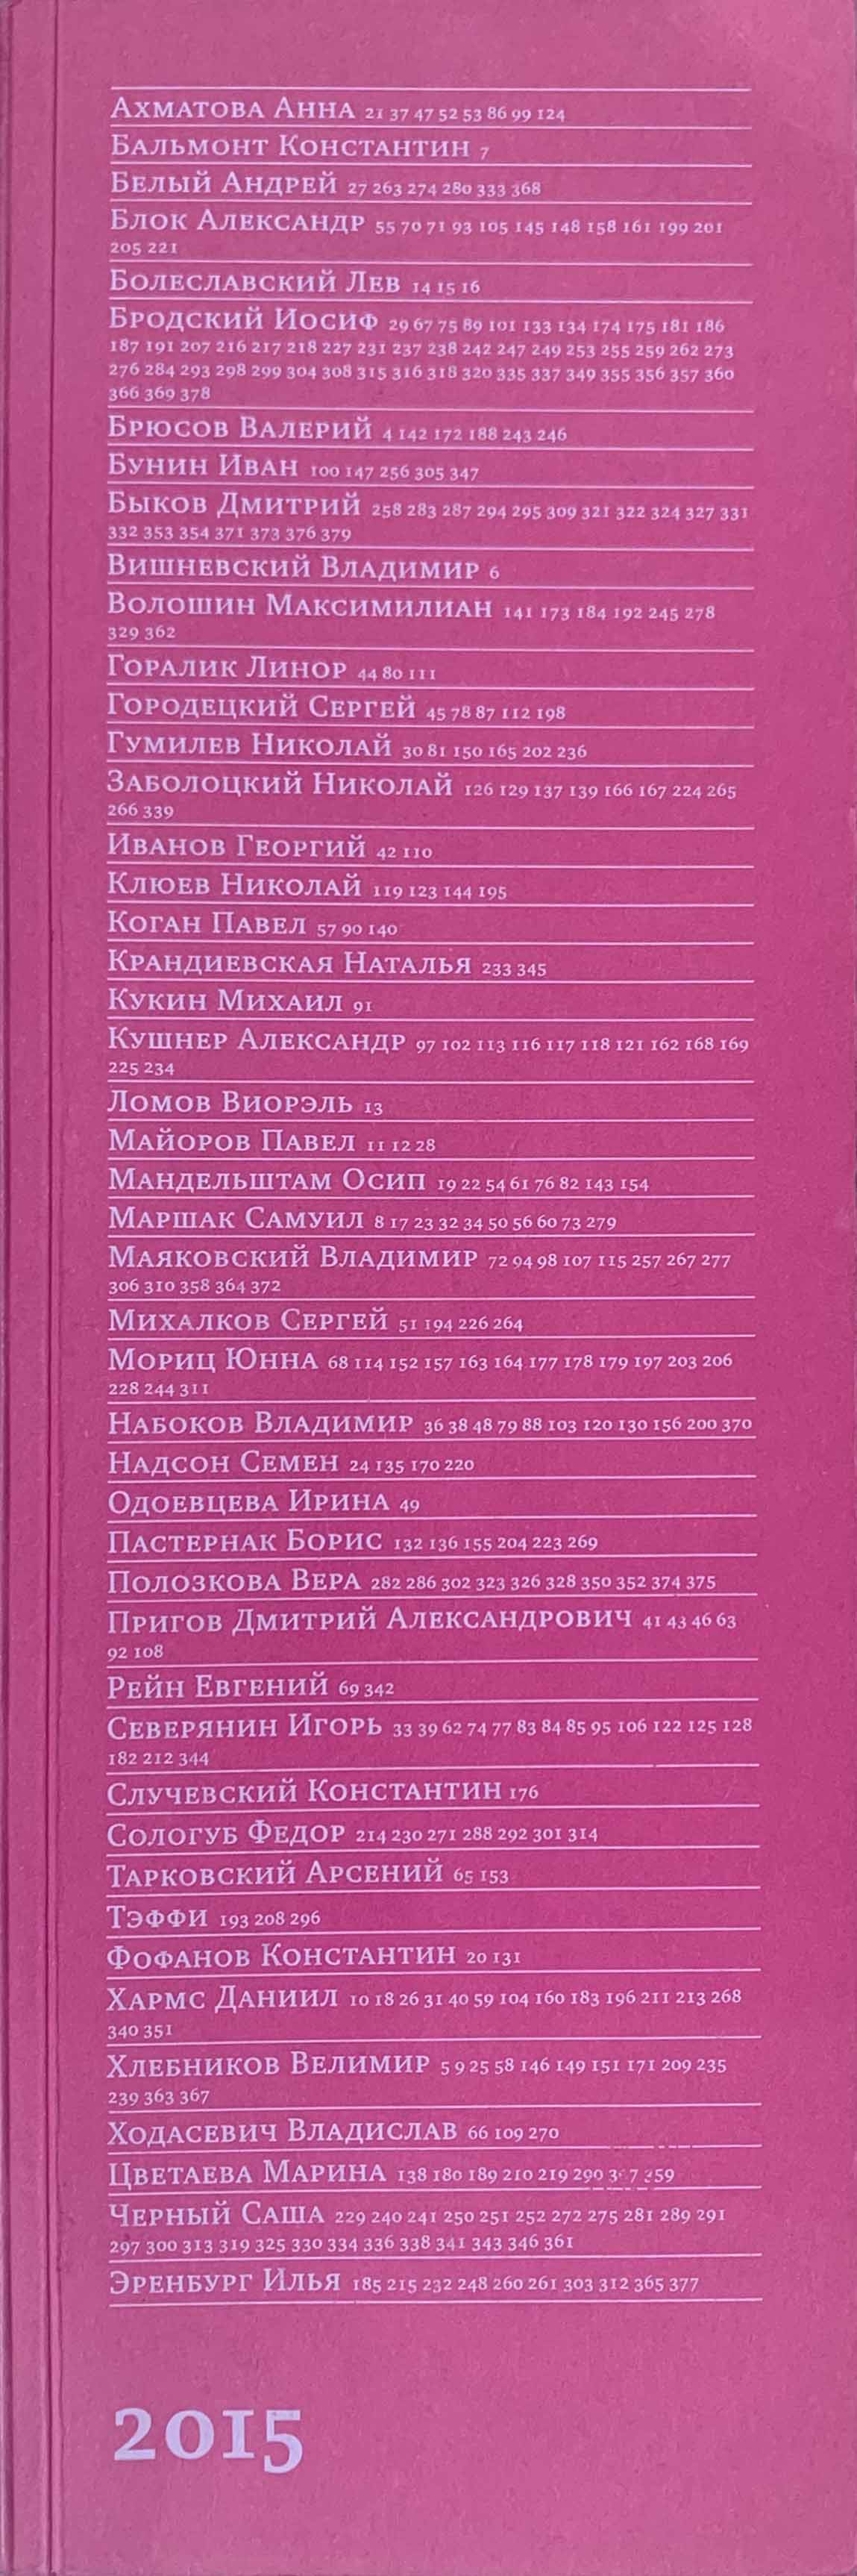 Ахматова Анна 21 37 47 52 53 86 99 124
Бальмонт Константин 7
Белый Андрей 27 263 274 280 333 368
Блок Александр 55 70 71 93 105 145 148 158 161 199 201
205 221
Болеславский Лев 14 15 16
Бродский Иосиф 29 67 75 89 101 133 134 174 175 181 186
187 191 207 216 217 218 227 231 237 238 242 247 249 253 255 259 262 273
276 284 293 298 299 304 308 315 316 318 320 335 337 349 355 356 357 360
366 369 378
Брюсов Валерий 4 142 172 188 243 246
Бунин Иван 100 147 256 305 347
Быков Дмитрий 258 283 287 294 295 309 321 322 324 327 331
332 353 354 371 373 376 379
Вишневский Владимир 6
Волошин Максимилиан 141 173 184 192 245 278
329 362
Горалик Линор 44 80 111
Городецкий Сергей 45 78 87 112 198
Гумилев Николай 30 81 150 165 202 236
Заболоцкий Николай 126 129 137 139 166 167 224 265
266 339
Иванов Георгий 42 110
Клюев Николай 119 123 144 195
Коган Павел 57 90 140
Крандиевская Наталья 233 345
Кукин Михаил 91
Кушнер Александр 97 102 113 116 117 118 121 162 168 169
225 234
Ломов Виорэль 13
Майоров Павел 11 12 28
Мандельштам Осип 19 22 54 61 76 82 143 154
Маршак Самуил 8 17 23 32 34 50 56 60 73 279
Маяковский Владимир 72 94 98 107 115 257 267 277
306 310 358 364 372
Михалков Сергей 51 194 226 264
Мориц Юнна 68 114 152 157 163 164 177 178 179 197 203 206
228 244 311
Набоков Владимир 36 38 48 79 88 103 120 130 156 200 370
Надсон Семен 24 135 170 220
Одоевцева Ирина 49
Пастернак Борис 132 136 155 204 223 269
Полозкова Вера 282 286 302 323 326 328 350 352 374 375
Пригов Дмитрий Александрович 41 43 46 63
92 108
Рейн Евгений 69 342
Северянин Игорь 33 39 62 74 77 83 84 85 95 106 122 125 128
182 212 344
Случевский Константин 176
Сологуб Федор 214 230 271 288 292 301 314
Тарковский Арсений 65 153
Тэффи 193 208 296
Фофанов Константин 20 131
Хармс Даниил 10 18 26 31 40 59 104 160 183 196 211 213 268
340 351
Хлебников Велимир 5 9 25 58 146 149 151 171 209 235
239 363 367
Ходасевич Владислав 66 109 270
Цветаева Марина 138 180 189 210 219 290
Черный Саша 229 240 241 250 251 252 272 275 281 289 291
297 300 313 319 325 330 334 336 338 341 343 346 361
Эренбург Илья 185 215 232 248 260 261 303 312 365 377
2015